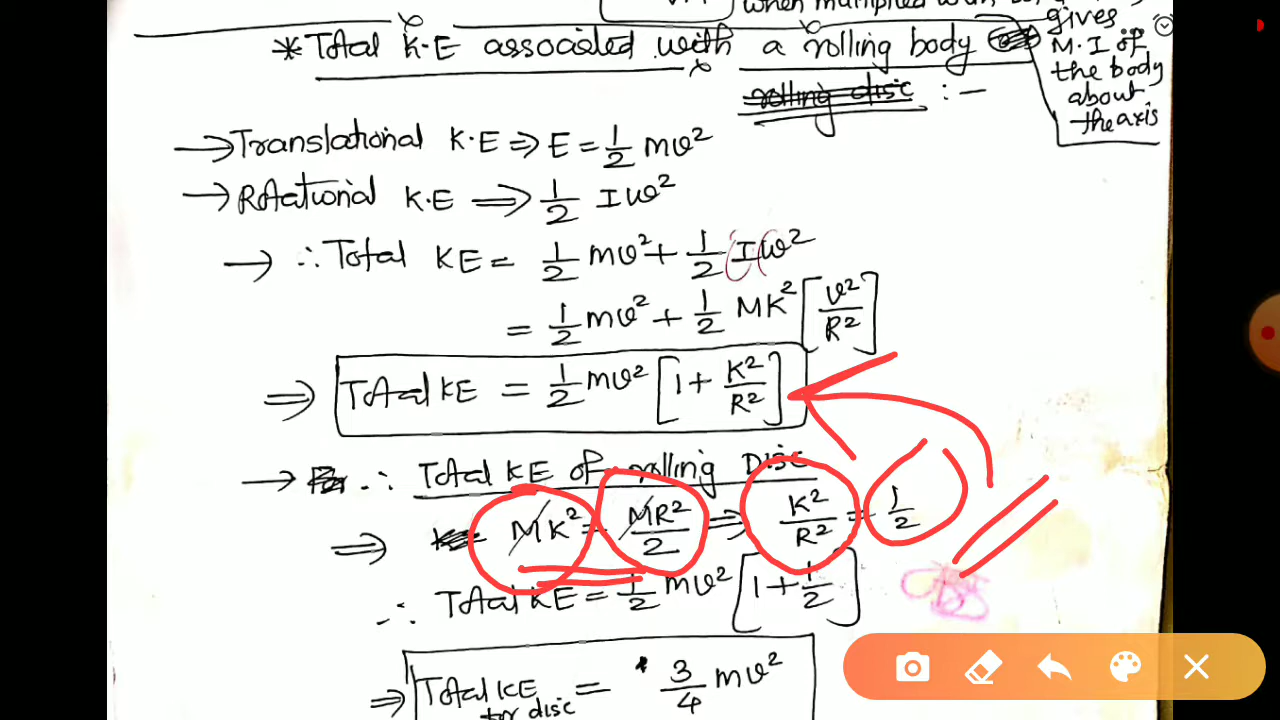 when multiplied with
gives
M.I of
the body
about
the axis
* Total K.E associated with a rolling body
rolling disc :-
→ Translational K.E ⇒ E = 1/2 mv²
→ Rotational K.E ⇒ 1/2 Iω²
→ ∴ Total KE = 1/2 mv² + 1/2 Iω²
= 1/2 mv² + 1/2 MK² [v²/R²]
⇒ Total KE = 1/2 mv² [1 + K²/R²]
→ ∴ Total KE of rolling Disc
⇒ MK² = MR²/2 ⇒ K²/R² = 1/2
∴ Total KE = 1/2 mv² [1 + 1/2]
⇒ Total KE for disc = 3/4 mv²